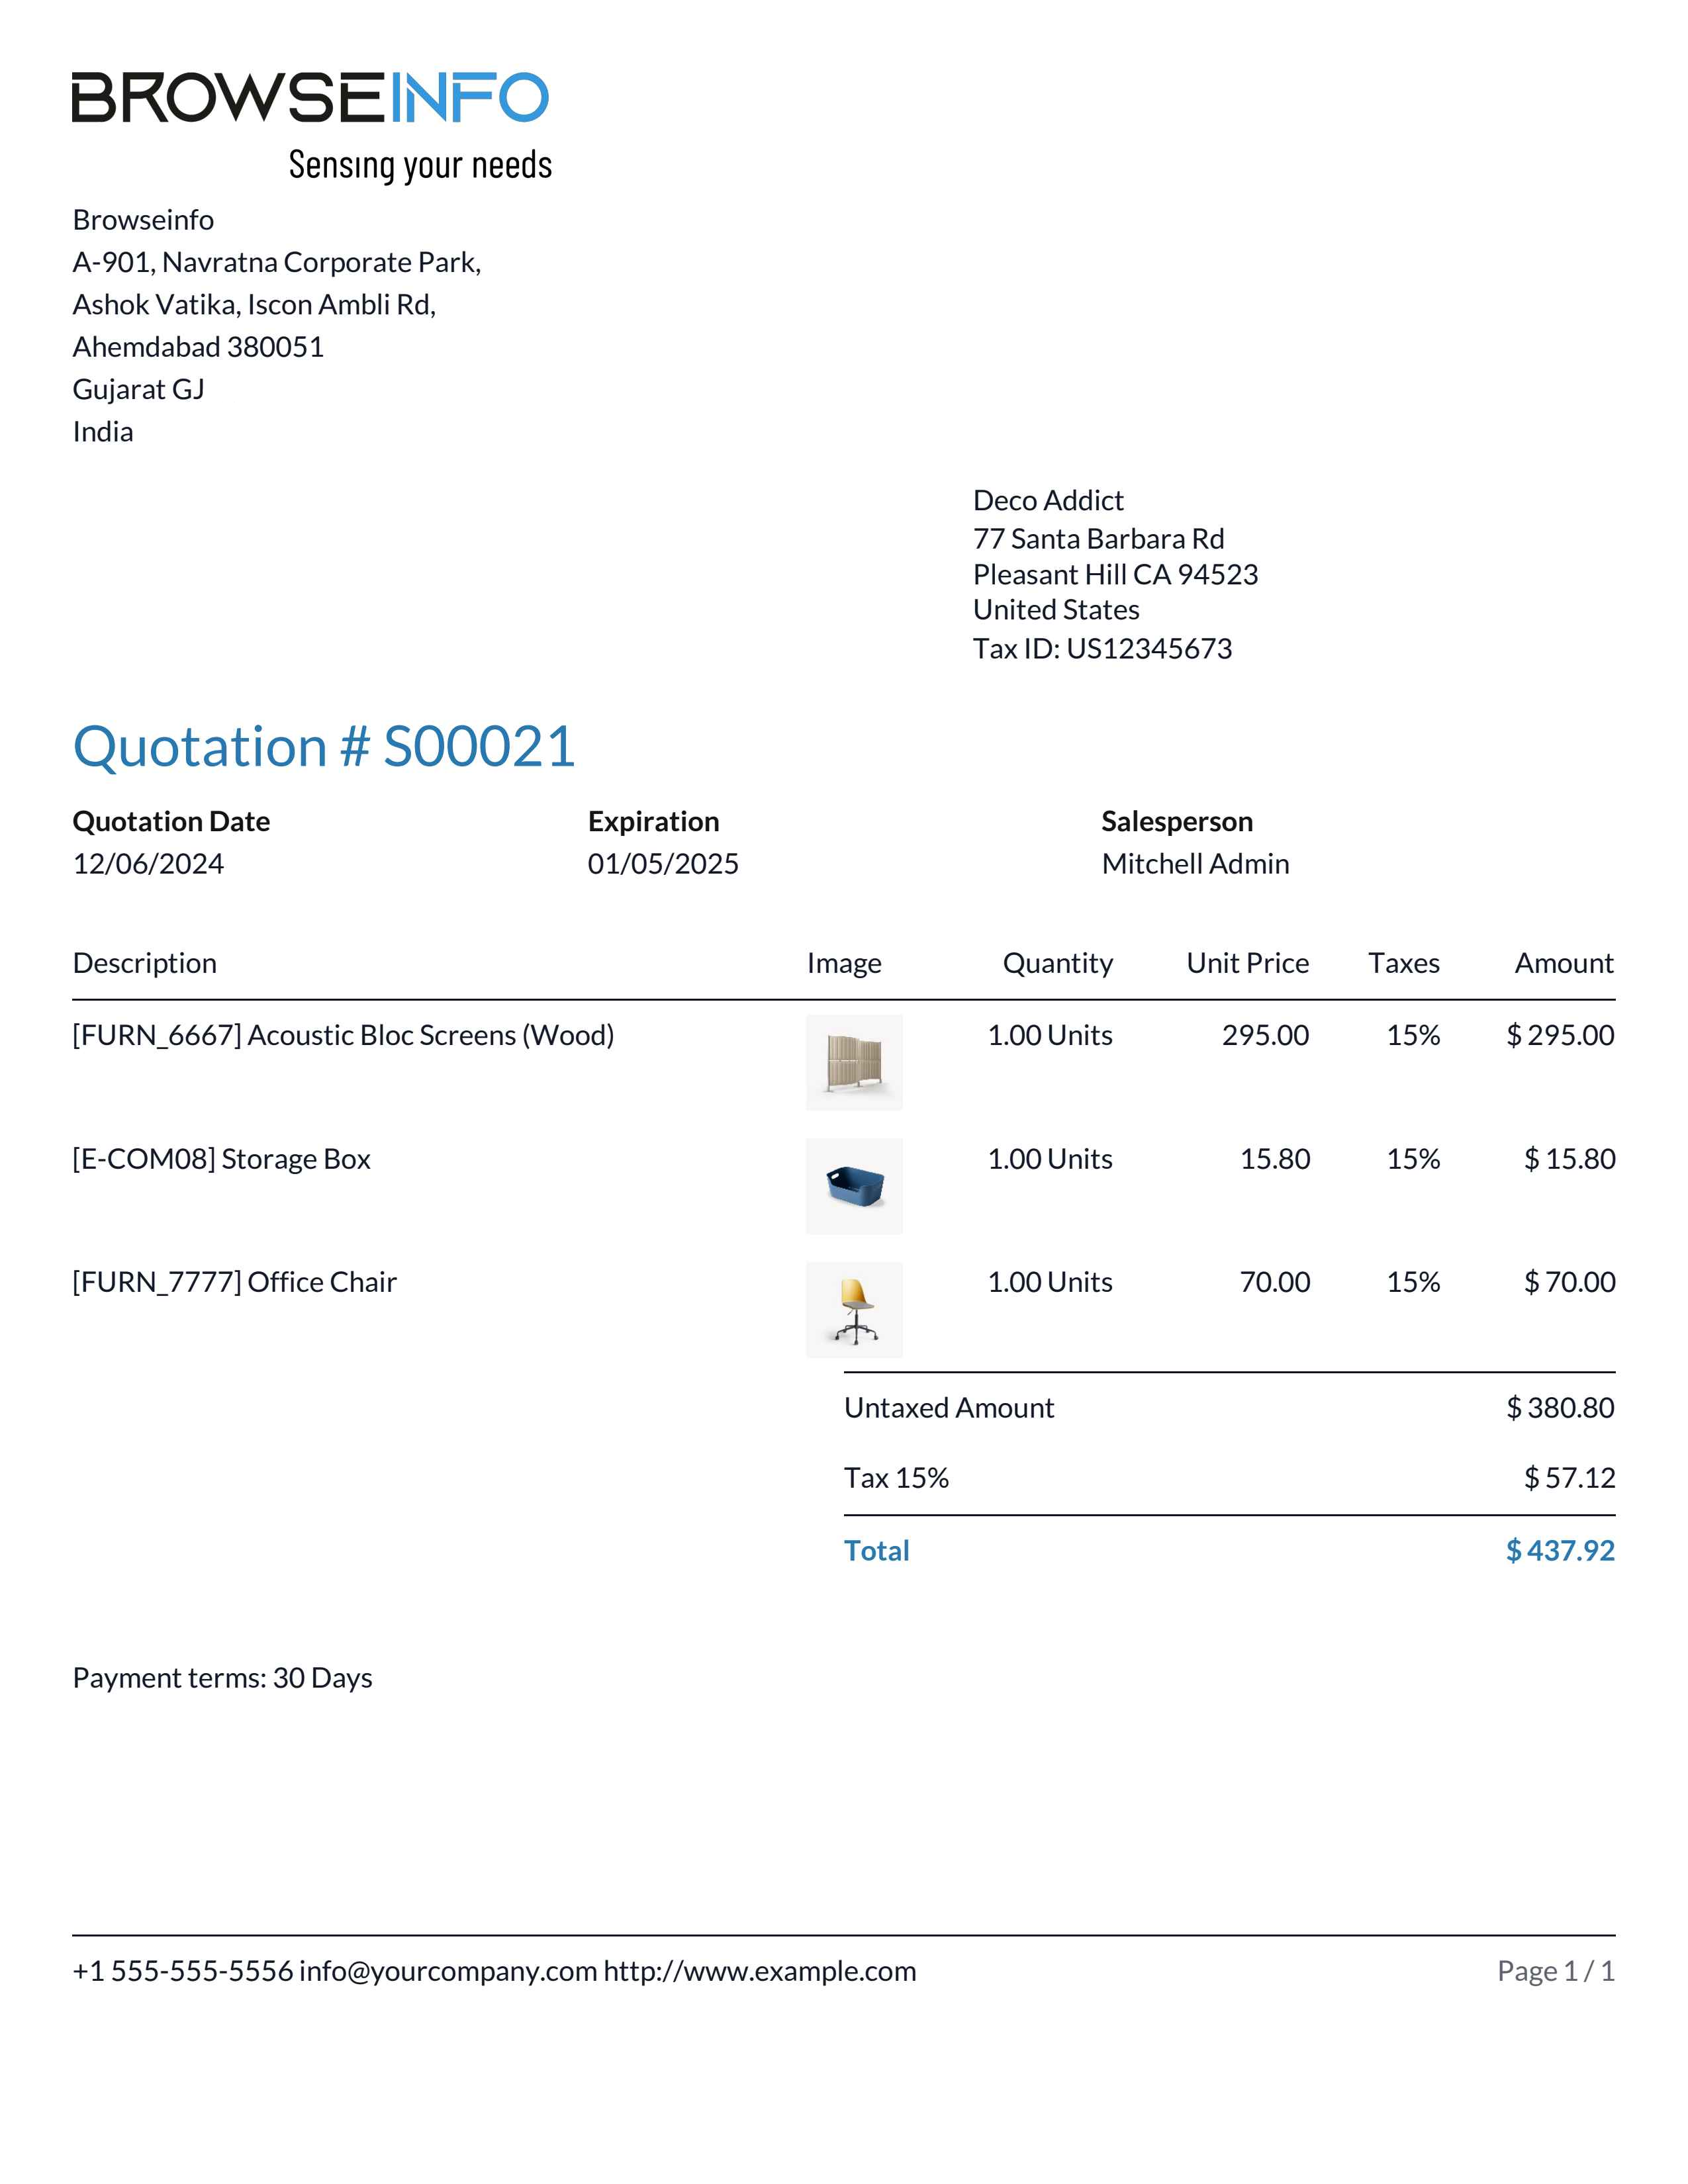 BROWSEINFO
Sensing your needs
Browseinfo
A-901, Navratna Corporate Park,
Ashok Vatika, Iscon Ambli Rd,
Ahemdabad 380051
Gujarat GJ
India
Deco Addict
77 Santa Barbara Rd
Pleasant Hill CA 94523
United States
Tax ID: US12345673
Quotation # S00021
Quotation Date Expiration Salesperson
12/06/2024 01/05/2025 Mitchell Admin
Description Image Quantity Unit Price Taxes Amount
[FURN_6667] Acoustic Bloc Screens (Wood) 1.00 Units 295.00 15% $ 295.00
[E-COM08] Storage Box 1.00 Units 15.80 15% $ 15.80
[FURN_7777] Office Chair 1.00 Units 70.00 15% $ 70.00
Untaxed Amount $ 380.80
Tax 15% $ 57.12
Total $ 437.92
Payment terms: 30 Days
+1 555-555-5556 info@yourcompany.com http://www.example.com Page 1 / 1